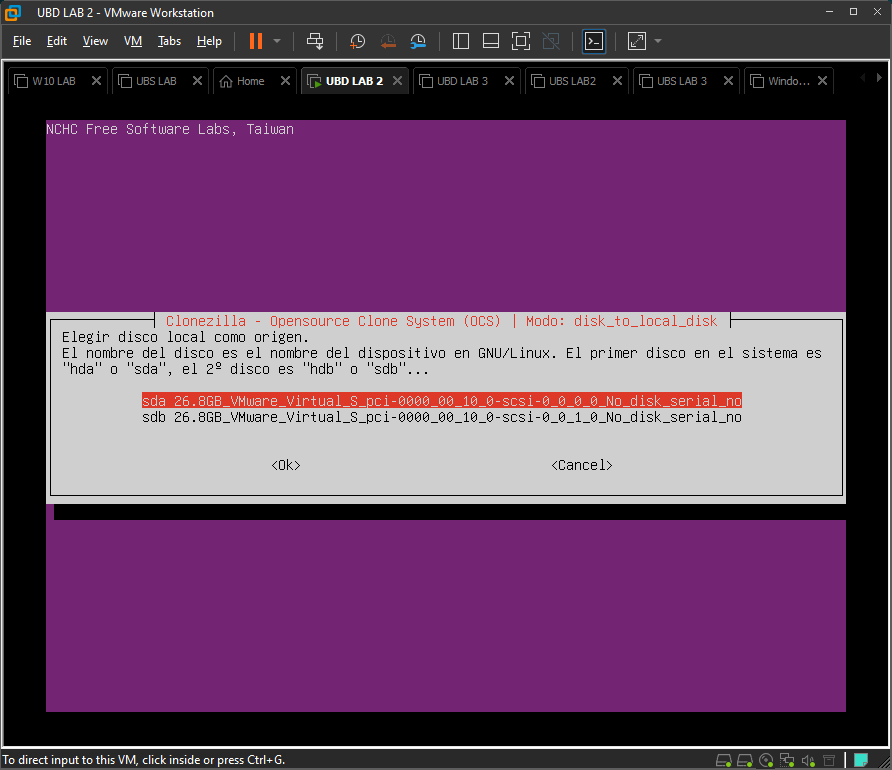 UBD LAB 2 - VMware Workstation
File Edit View VM Tabs Help
W10 LAB UBS LAB Home UBD LAB 2 UBD LAB 3 UBS LAB2 UBS LAB 3 Windo...
NCHC Free Software Labs, Taiwan
Clonezilla - Opensource Clone System (OCS) | Modo: disk_to_local_disk
Elegir disco local como origen.
El nombre del disco es el nombre del dispositivo en GNU/Linux. El primer disco en el sistema es
"hda" o "sda", el 2º disco es "hdb" o "sdb"...
sda 26.8GB_VMware_Virtual_S_pci-0000_00_10_0-scsi-0_0_0_0_No_disk_serial_no
sdb 26.8GB_VMware_Virtual_S_pci-0000_00_10_0-scsi-0_0_1_0_No_disk_serial_no
<Ok> <Cancel>
To direct input to this VM, click inside or press Ctrl+G.